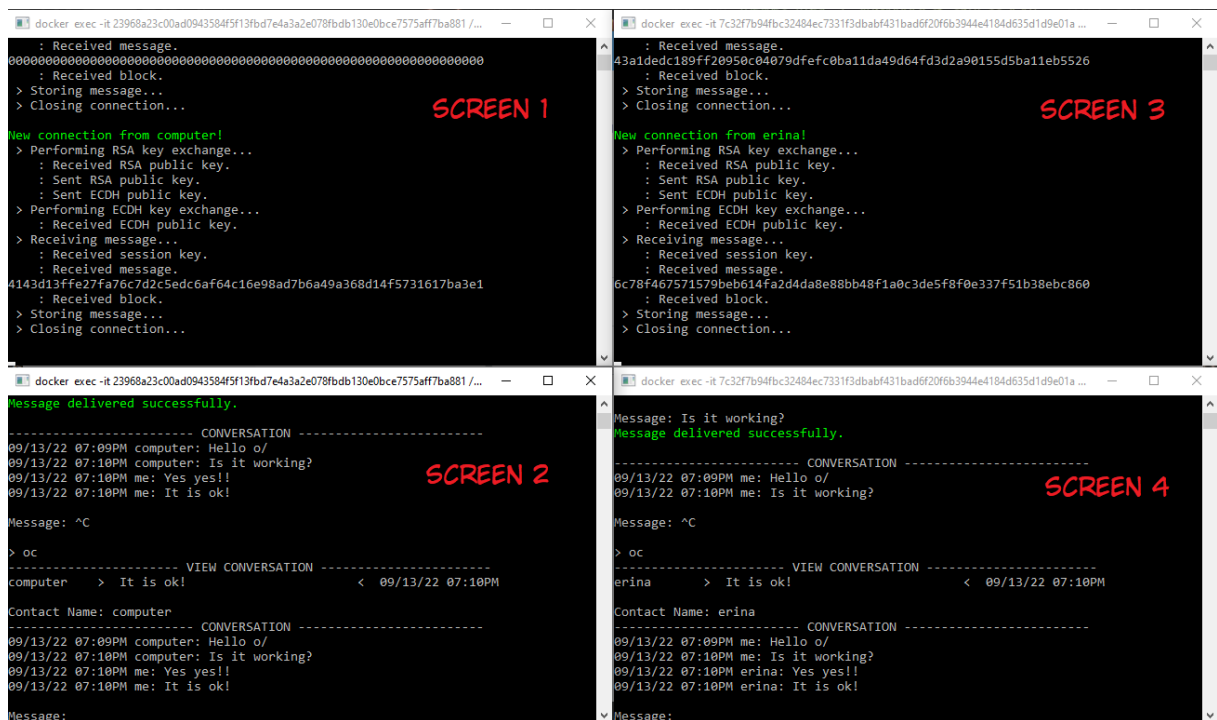 docker exec -it 23968a23c00ad0943584f5f13fbd7e4a3a2e078fbdb130e0bce7575aff7ba881 /...
: Received message.
0000000000000000000000000000000000000000000000000000000000000000
: Received block.
> Storing message...
> Closing connection...
SCREEN 1
New connection from computer!
> Performing RSA key exchange...
: Received RSA public key.
: Sent RSA public key.
: Sent ECDH public key.
> Performing ECDH key exchange...
: Received ECDH public key.
> Receiving message...
: Received session key.
: Received message.
4143d13ffe27fa76c7d2c5edc6af64c16e98ad7b6a49a368d14f5731617ba3e1
: Received block.
> Storing message...
> Closing connection...
docker exec -it 7c32f7b94fbc32484ec7331f3dbabf431bad6f20f6b3944e4184d635d1d9e01a ...
: Received message.
43a1dedc189ff20950c04079dfefc0ba11da49d64fd3d2a90155d5ba11eb5526
: Received block.
> Storing message...
> Closing connection...
SCREEN 3
New connection from erina!
> Performing RSA key exchange...
: Received RSA public key.
: Sent RSA public key.
: Sent ECDH public key.
> Performing ECDH key exchange...
: Received ECDH public key.
> Receiving message...
: Received session key.
: Received message.
6c78f467571579beb614fa2d4da8e88bb48f1a0c3de5f8f0e337f51b38ebc860
: Received block.
> Storing message...
> Closing connection...
docker exec -it 23968a23c00ad0943584f5f13fbd7e4a3a2e078fbdb130e0bce7575aff7ba881 /...
Message delivered successfully.
------------------------- CONVERSATION -------------------------
09/13/22 07:09PM computer: Hello o/
09/13/22 07:10PM computer: Is it working?
09/13/22 07:10PM me: Yes yes!!
09/13/22 07:10PM me: It is ok!
SCREEN 2
Message: ^C
> oc
----------------------- VIEW CONVERSATION -----------------------
computer > It is ok! < 09/13/22 07:10PM
Contact Name: computer
------------------------- CONVERSATION -------------------------
09/13/22 07:09PM computer: Hello o/
09/13/22 07:10PM computer: Is it working?
09/13/22 07:10PM me: Yes yes!!
09/13/22 07:10PM me: It is ok!
Message:
docker exec -it 7c32f7b94fbc32484ec7331f3dbabf431bad6f20f6b3944e4184d635d1d9e01a ...
Message: Is it working?
Message delivered successfully.
------------------------- CONVERSATION -------------------------
09/13/22 07:09PM me: Hello o/
09/13/22 07:10PM me: Is it working?
SCREEN 4
Message: ^C
> oc
----------------------- VIEW CONVERSATION -----------------------
erina > It is ok! < 09/13/22 07:10PM
Contact Name: erina
------------------------- CONVERSATION -------------------------
09/13/22 07:09PM me: Hello o/
09/13/22 07:10PM me: Is it working?
09/13/22 07:10PM erina: Yes yes!!
09/13/22 07:10PM erina: It is ok!
Message: